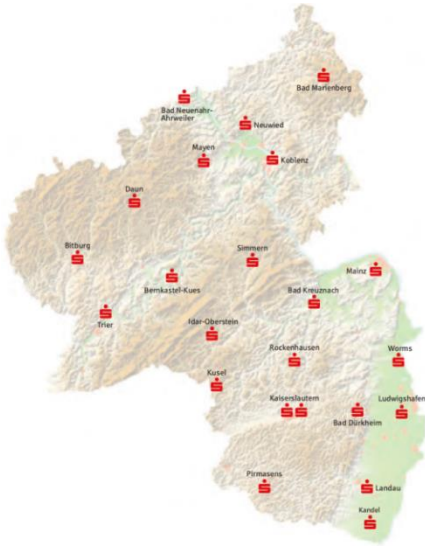 Bad Marienberg
Bad Neuenahr-
Ahrweiler
Neuwied
Mayen
Koblenz
Daun
Bitburg
Simmern
Mainz
Bernkastel-Kues
Bad Kreuznach
Trier
Idar-Oberstein
Rockenhausen
Worms
Kusel
Kaiserslautern
Ludwigshafen
Bad Dürkheim
Pirmasens
Landau
Kandel